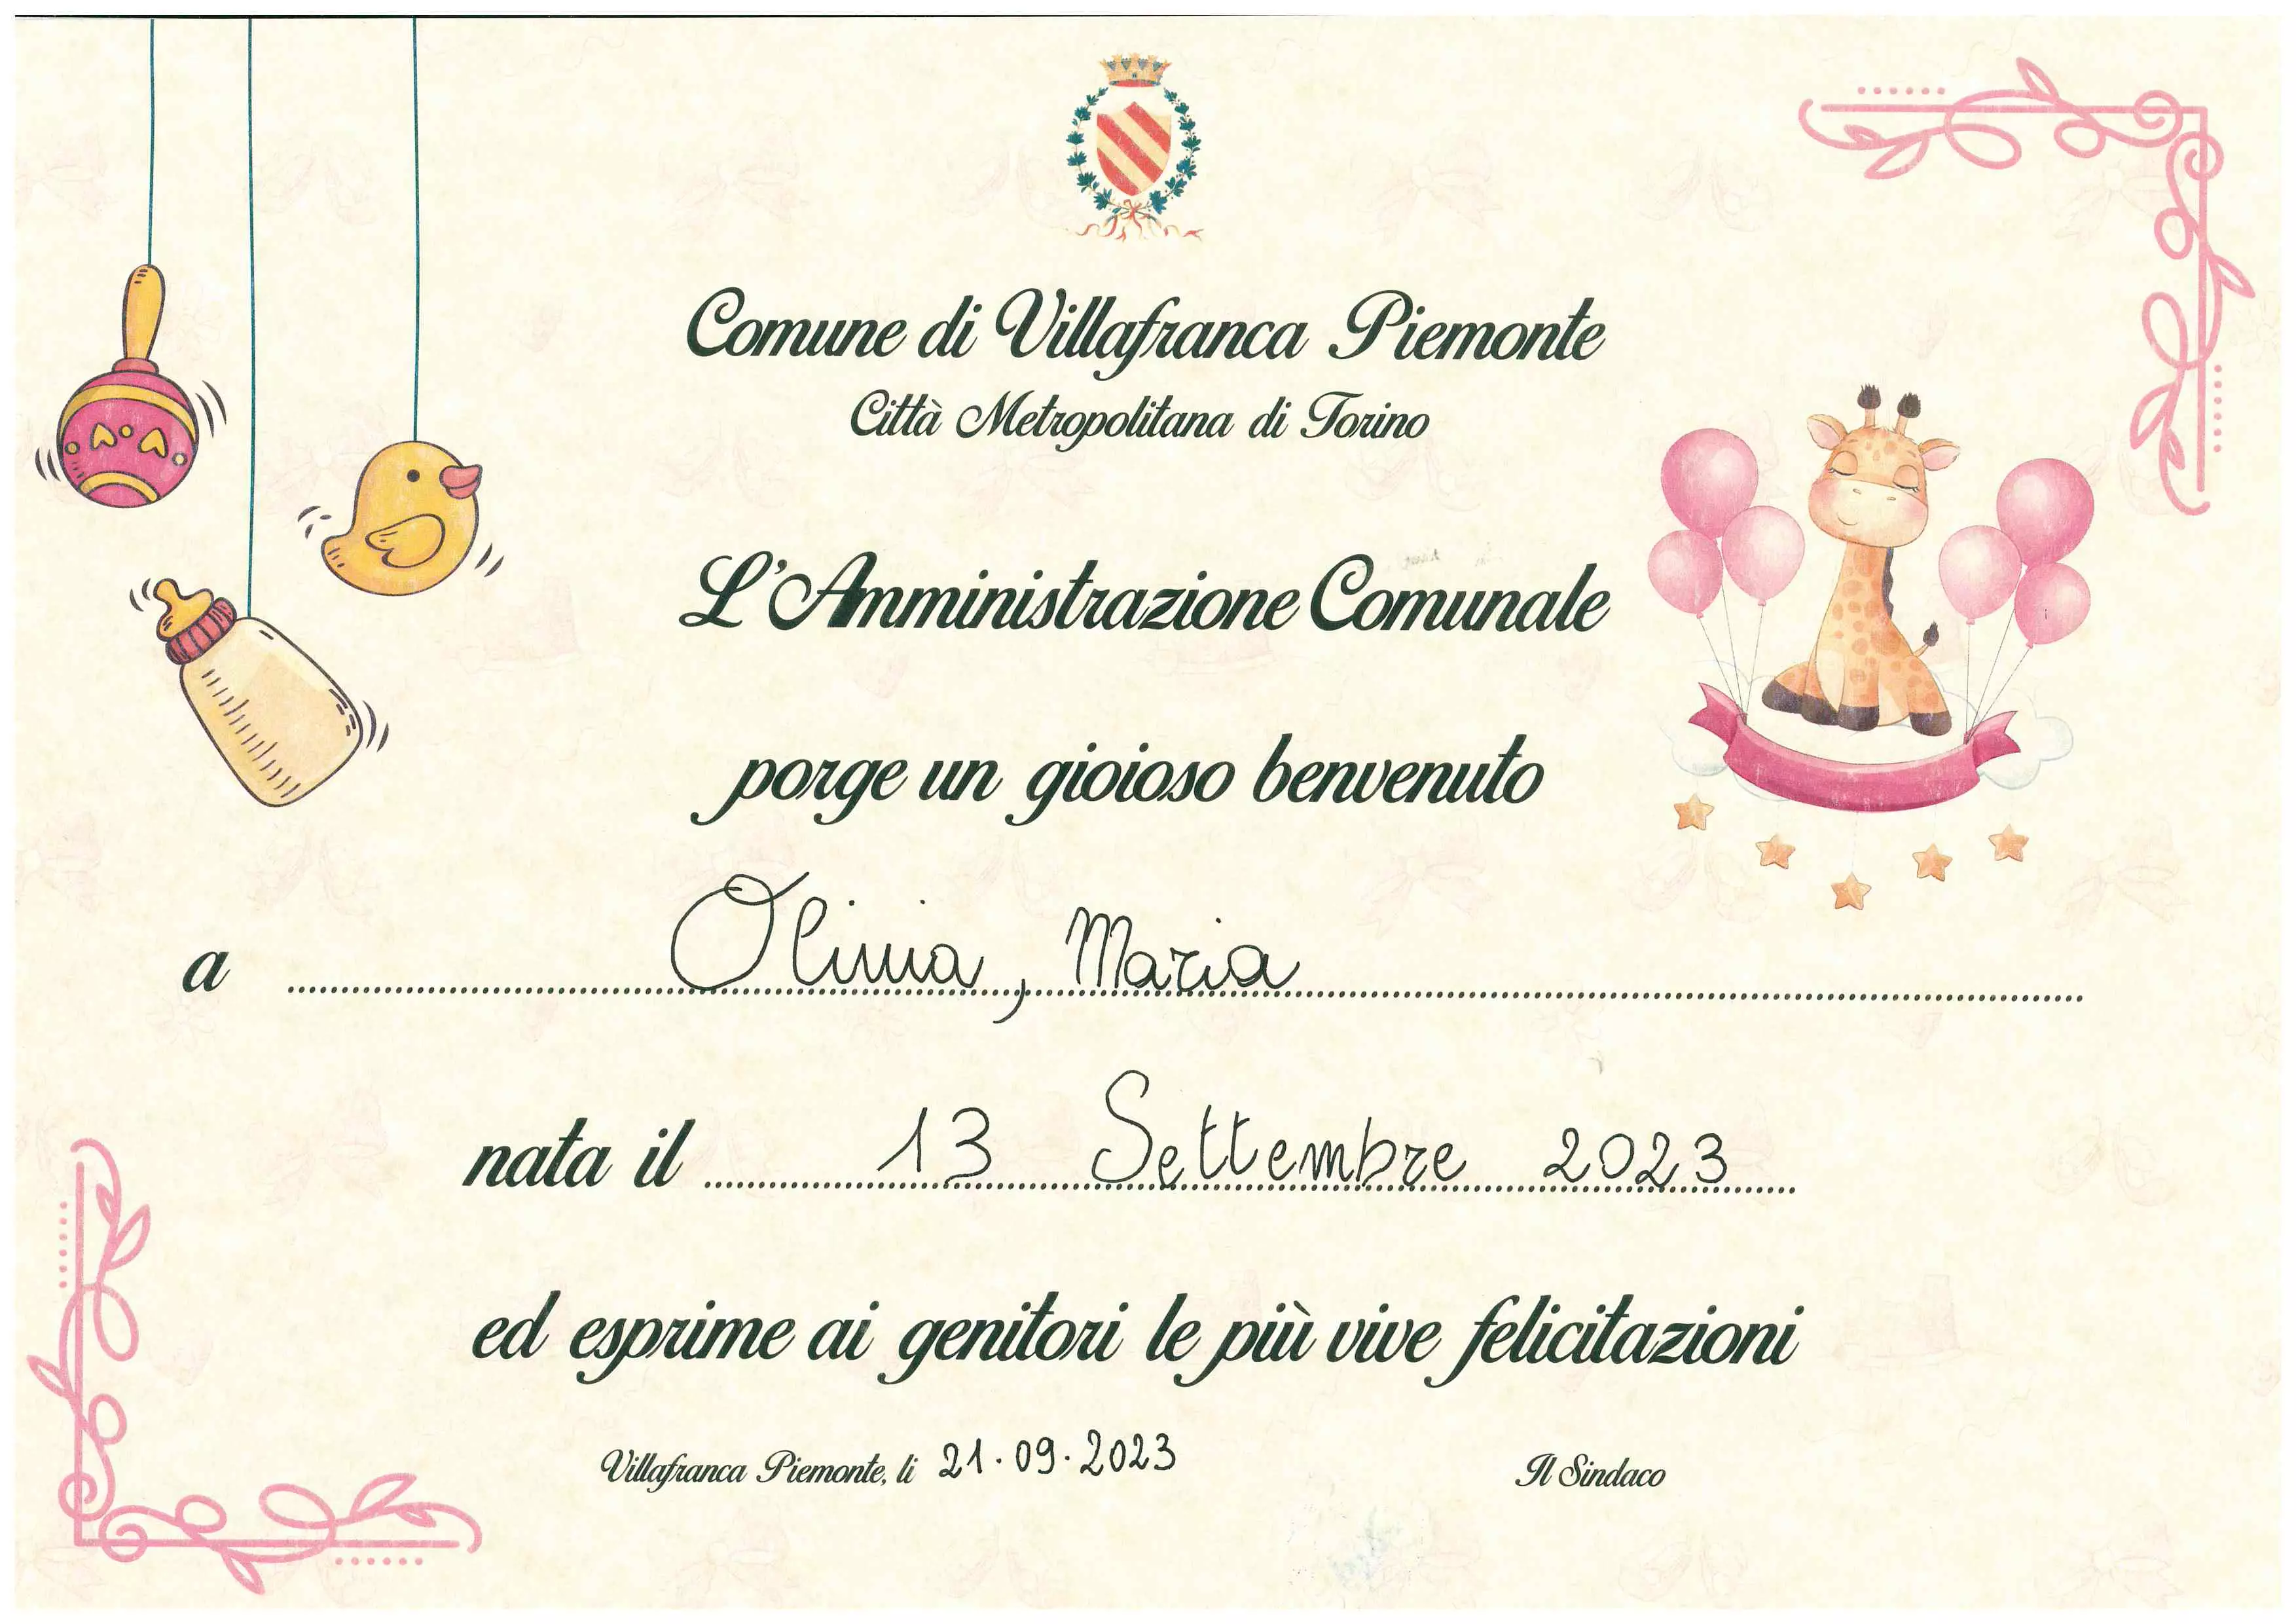 Comune di Villafranca Piemonte
Città Metropolitana di Torino
L'Amministrazione Comunale
porge un gioioso benvenuto
a Olivia, Maria
nata il 13 Settembre 2023
ed esprime ai genitori le più vive felicitazioni
Villafranca Piemonte, li 21.09.2023 Il Sindaco